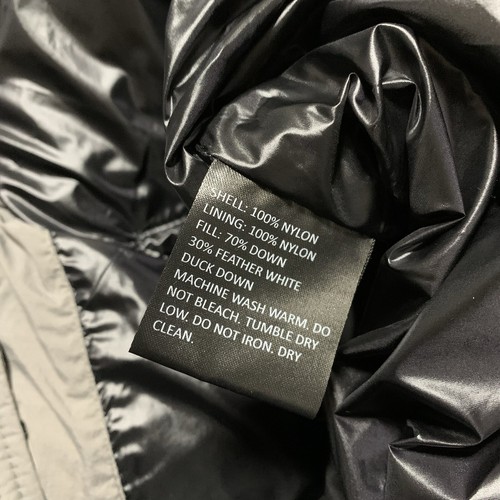 SHELL: 100% NYLON
LINING: 100% NYLON
FILL: 70% DOWN
30% FEATHER WHITE
DUCK DOWN
MACHINE WASH WARM. DO
NOT BLEACH. TUMBLE DRY
LOW. DO NOT IRON. DRY
CLEAN.